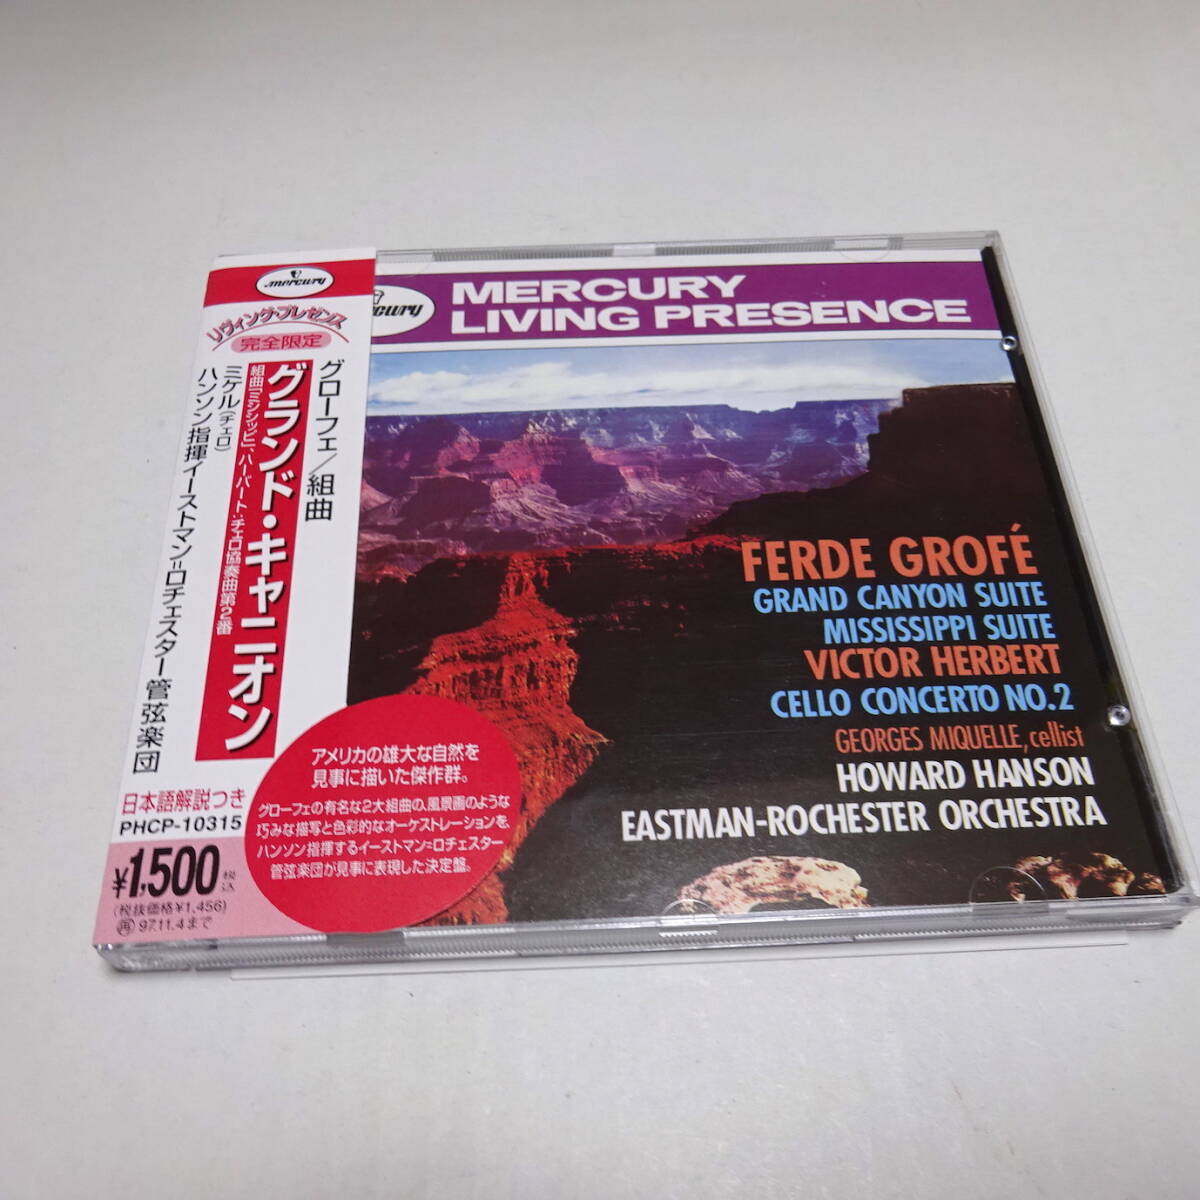 mercury
リヴィング・プレゼンス
完全限定
グローフェ/組曲
グランド・キャニオン
組曲「ミシシッピ」、ハーバート:チェロ協奏曲第2番
ミケル(チェロ)
ハンソン指揮イーストマン=ロチェスター管弦楽団
日本語解説つき
PHCP-10315
¥1,500 税込
(税抜価格¥1,456)
再 97.11.4まで
アメリカの雄大な自然を
見事に描いた傑作群。
グローフェの有名な2大組曲の、風景画のような
巧みな描写と色彩的なオーケストレーションを、
ハンソン指揮するイーストマン=ロチェスター
管弦楽団が見事に表現した決定盤。
rcury
MERCURY
LIVING PRESENCE
FERDE GROFÉ
GRAND CANYON SUITE
MISSISSIPPI SUITE
VICTOR HERBERT
CELLO CONCERTO NO.2
GEORGES MIQUELLE, cellist
HOWARD HANSON
EASTMAN-ROCHESTER ORCHESTRA